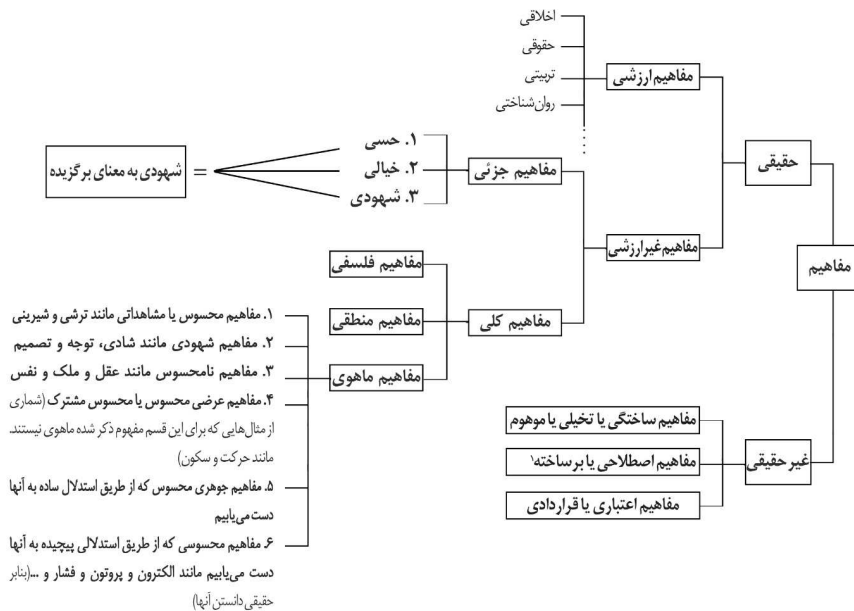 مفاهیم
حقیقی
مفاهیم ارزشی
اخلاقی
حقوقی
تربیتی
روان‌شناختی
مفاهیم غیرارزشی
مفاهیم جزئی
۱. حسی
۲. خیالی
۳. شهودی
=
شهودی به معنای برگزیده
مفاهیم کلی
مفاهیم فلسفی
مفاهیم منطقی
مفاهیم ماهوی
۱. مفاهیم محسوس یا مشاهداتی مانند ترشی و شیرینی
۲. مفاهیم شهودی مانند شادی، توجه و تصمیم
۳. مفاهیم نامحسوس مانند عقل و ملک و نفس
۴. مفاهیم عرضی محسوس یا محسوس مشترک (شماری
از مثال‌هایی که برای این قسم مفهوم ذکر شده ماهوی نیستند.
مانند حرکت و سکون)
۵. مفاهیم جوهری محسوس که از طریق استدلال ساده به آنها
دست می‌یابیم
۶. مفاهیم محسوسی که از طریق استدلالی پیچیده به آنها
دست می‌یابیم مانند الکترون و پروتون و فشار و ...(بنابر
حقیقی دانستن آنها)
غیر حقیقی
مفاهیم ساختگی یا تخیلی یا موهوم
مفاهیم اصطلاحی یا برساخته۱
مفاهیم اعتباری یا قراردادی